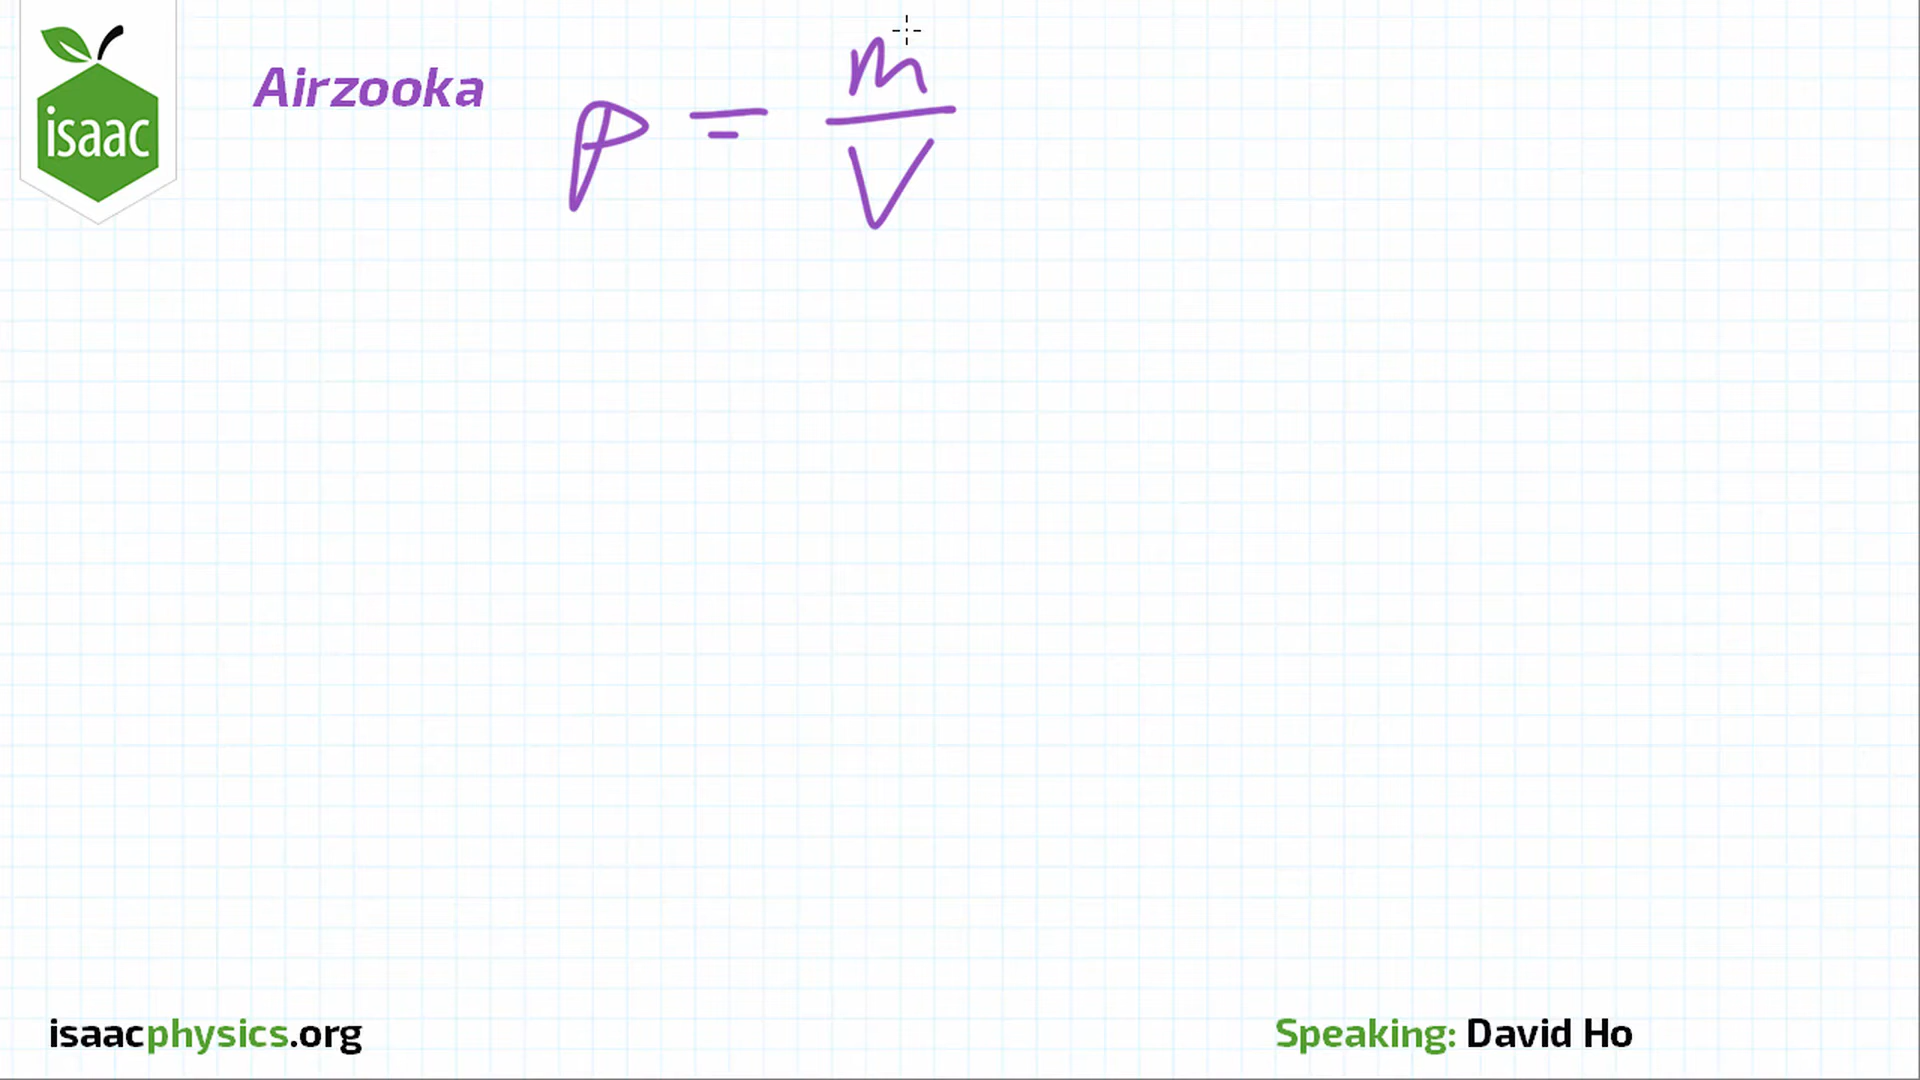 isaac
Airzooka
ρ = m/V
isaacphysics.org
Speaking: David Ho